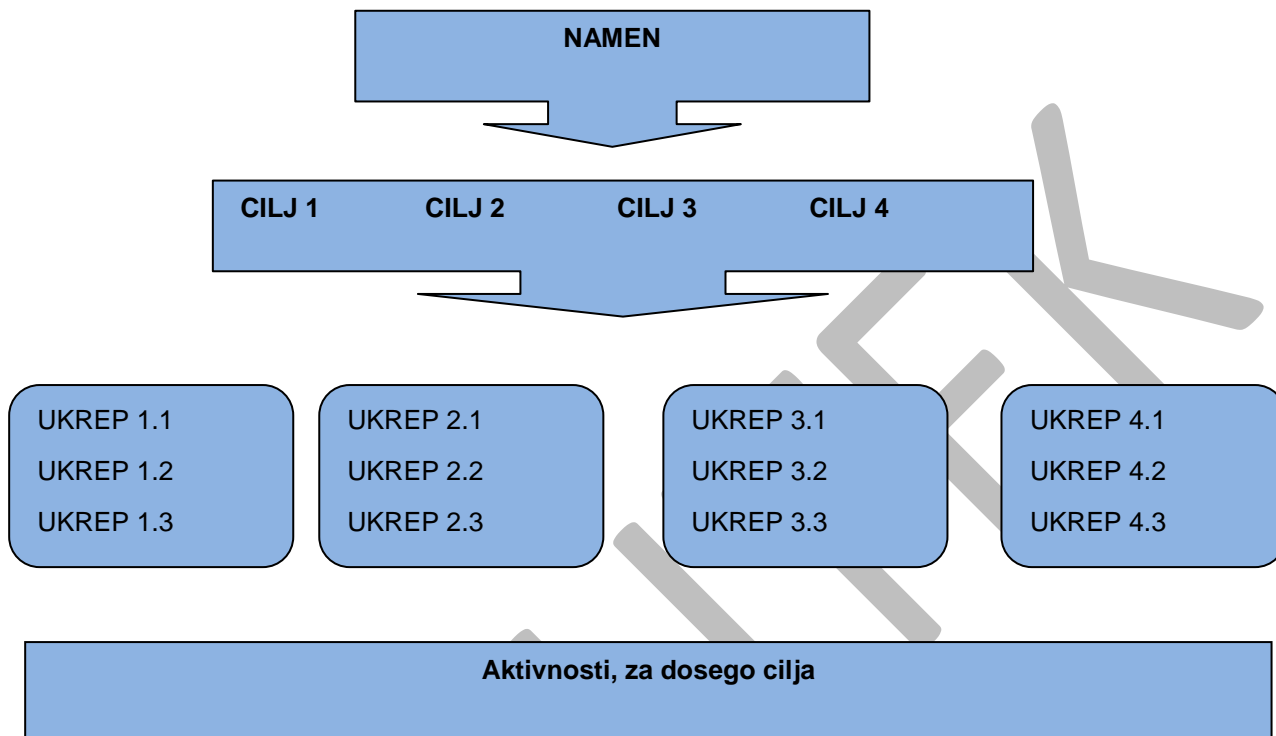 NAMEN
CILJ 1 CILJ 2 CILJ 3 CILJ 4
UKREP 1.1
UKREP 1.2
UKREP 1.3
UKREP 2.1
UKREP 2.2
UKREP 2.3
UKREP 3.1
UKREP 3.2
UKREP 3.3
UKREP 4.1
UKREP 4.2
UKREP 4.3
Aktivnosti, za dosego cilja